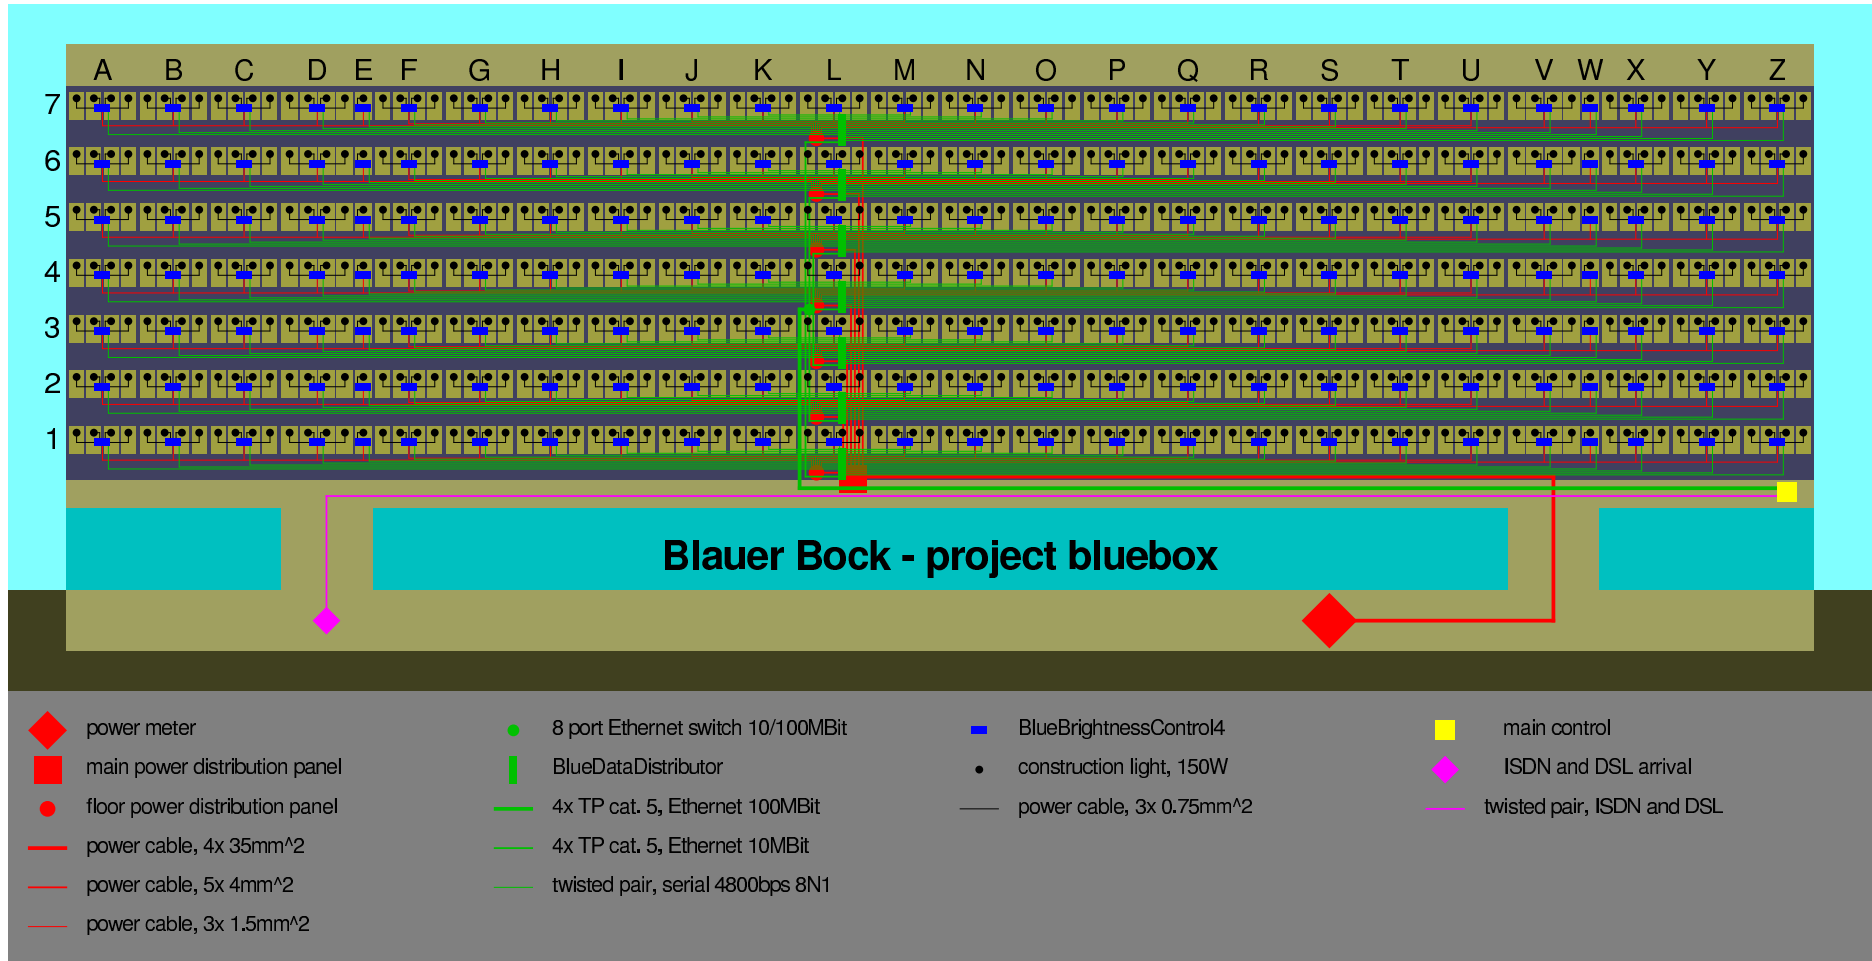 A B C D E F G H I J K L M N O P Q R S T U V W X Y Z
7
6
5
4
3
2
1
Blauer Bock - project bluebox
power meter
main power distribution panel
floor power distribution panel
power cable, 4x 35mm^2
power cable, 5x 4mm^2
power cable, 3x 1.5mm^2
8 port Ethernet switch 10/100MBit
BlueDataDistributor
4x TP cat. 5, Ethernet 100MBit
4x TP cat. 5, Ethernet 10MBit
twisted pair, serial 4800bps 8N1
BlueBrightnessControl4
construction light, 150W
power cable, 3x 0.75mm^2
main control
ISDN and DSL arrival
twisted pair, ISDN and DSL